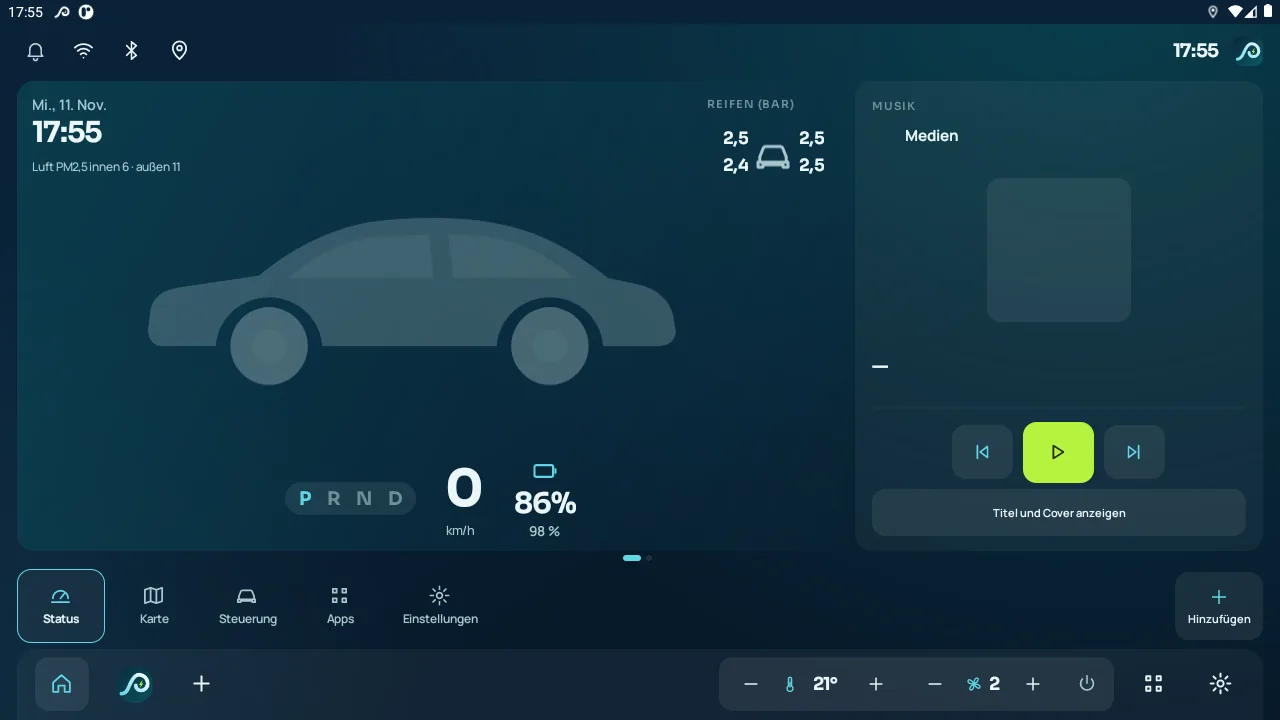 17:55
17:55
Mi., 11. Nov.
17:55
Luft PM2,5 innen 6 · außen 11
REIFEN (BAR)
2,5 2,5
2,4 2,5
MUSIK
Medien
—
P R N D
0
km/h
86%
98 %
Titel und Cover anzeigen
Status
Karte
Steuerung
Apps
Einstellungen
Hinzufügen
21°
2